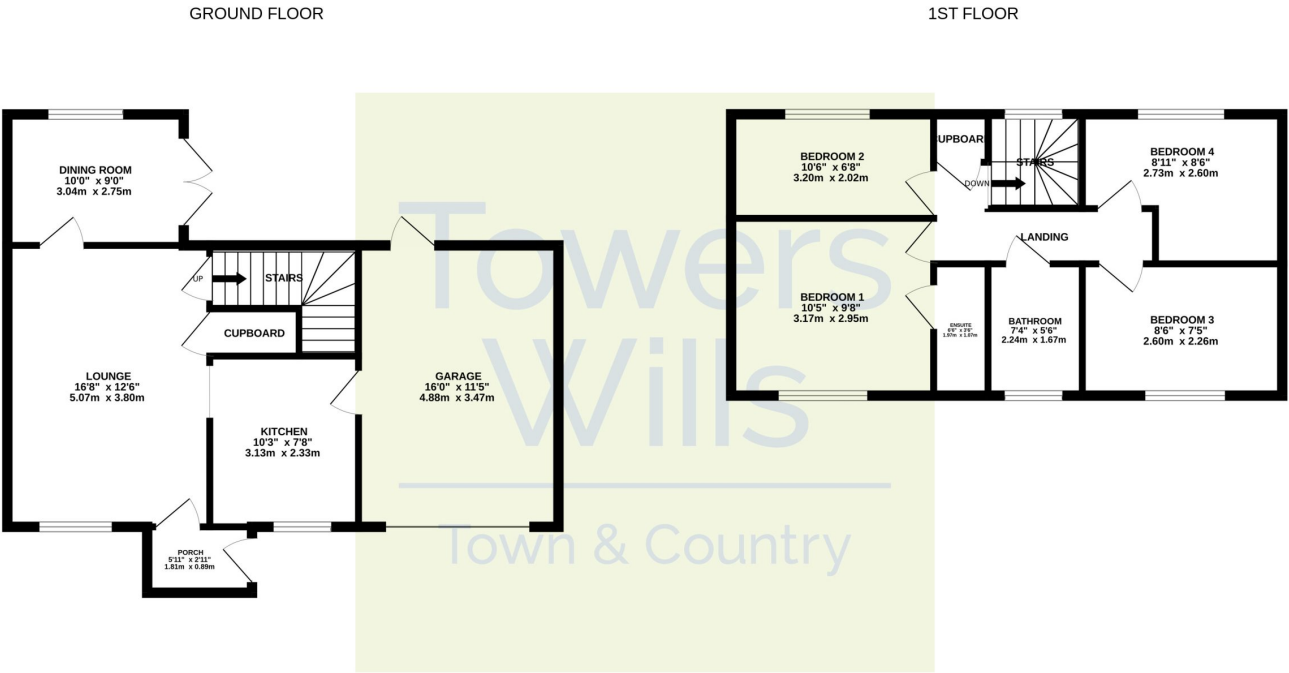 GROUND FLOOR
1ST FLOOR
DINING ROOM
10'0" x 9'0"
3.04m x 2.75m
UP
STAIRS
CUPBOARD
LOUNGE
16'8" x 12'6"
5.07m x 3.80m
KITCHEN
10'3" x 7'8"
3.13m x 2.33m
GARAGE
16'0" x 11'5"
4.88m x 3.47m
PORCH
5'11" x 2'11"
1.81m x 0.89m
BEDROOM 2
10'6" x 6'8"
3.20m x 2.02m
UPBOAR
STAIRS
DOWN
BEDROOM 4
8'11" x 8'6"
2.73m x 2.60m
LANDING
BEDROOM 1
10'5" x 9'8"
3.17m x 2.95m
ENSUITE
BATHROOM
7'4" x 5'6"
2.24m x 1.67m
BEDROOM 3
8'6" x 7'5"
2.60m x 2.26m
Towers
Wills
Town & Country